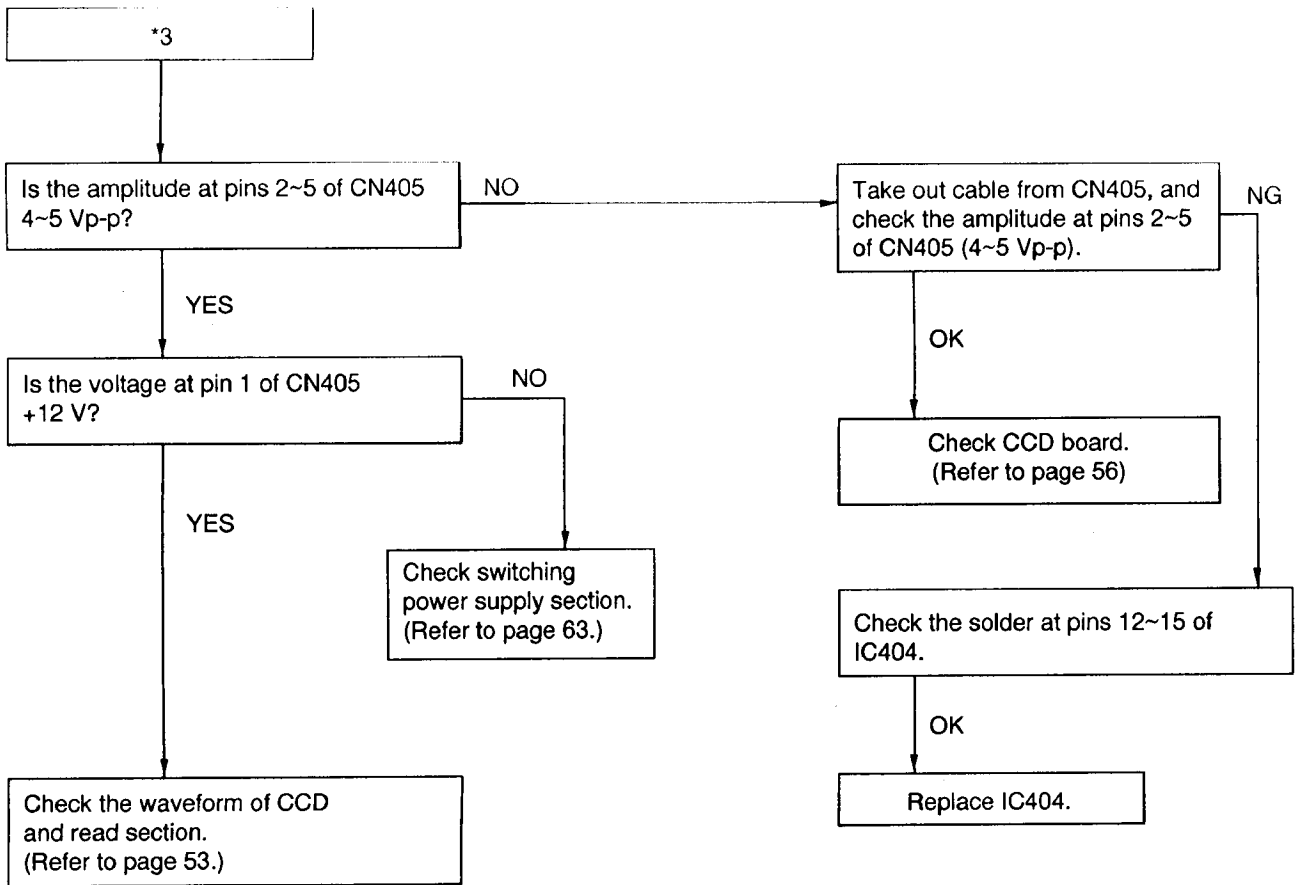 *3
Is the amplitude at pins 2~5 of CN405
4~5 Vp-p?
NO
Take out cable from CN405, and
check the amplitude at pins 2~5
of CN405 (4~5 Vp-p).
NG
YES
OK
Is the voltage at pin 1 of CN405
+12 V?
NO
Check CCD board.
(Refer to page 56)
YES
Check switching
power supply section.
(Refer to page 63.)
Check the solder at pins 12~15 of
IC404.
OK
Check the waveform of CCD
and read section.
(Refer to page 53.)
Replace IC404.